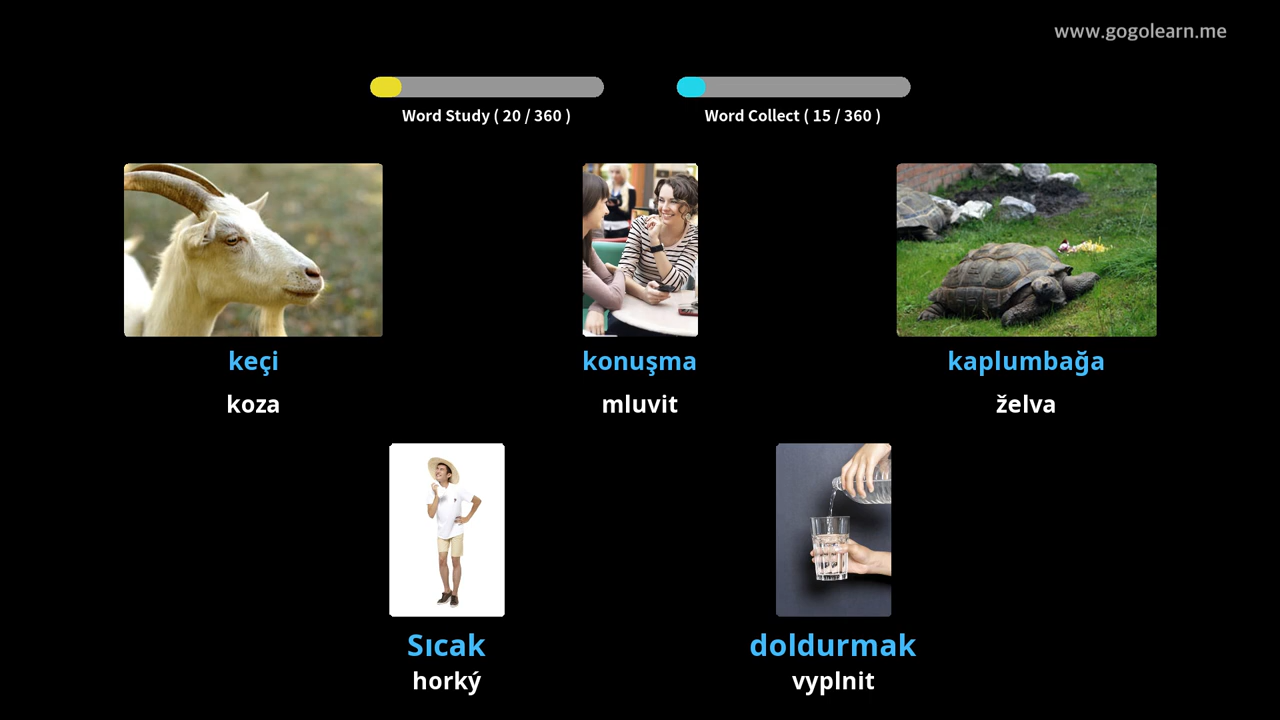 www.gogolearn.me
Word Study ( 20 / 360 )
Word Collect ( 15 / 360 )
keçi
konuşma
kaplumbağa
koza
mluvit
želva
Sıcak
doldurmak
horký
vyplnit